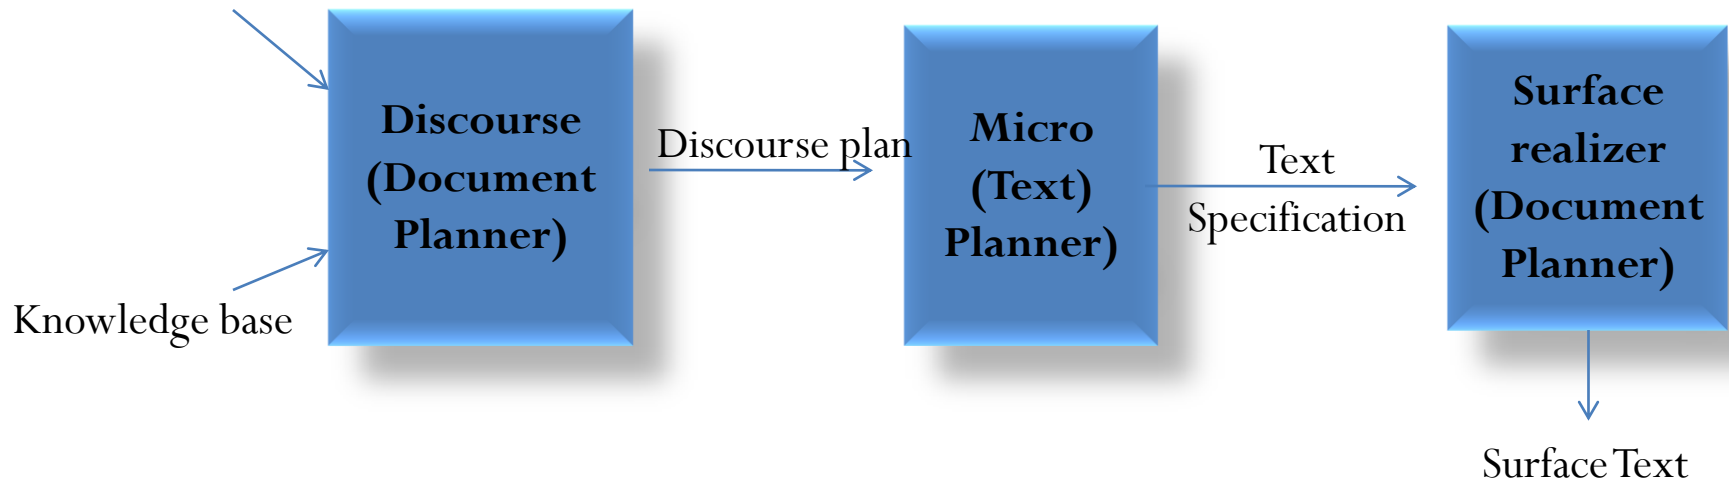 Discourse
(Document
Planner)
Knowledge base
Discourse plan
Micro
(Text)
Planner)
Text
Specification
Surface
realizer
(Document
Planner)
Surface Text